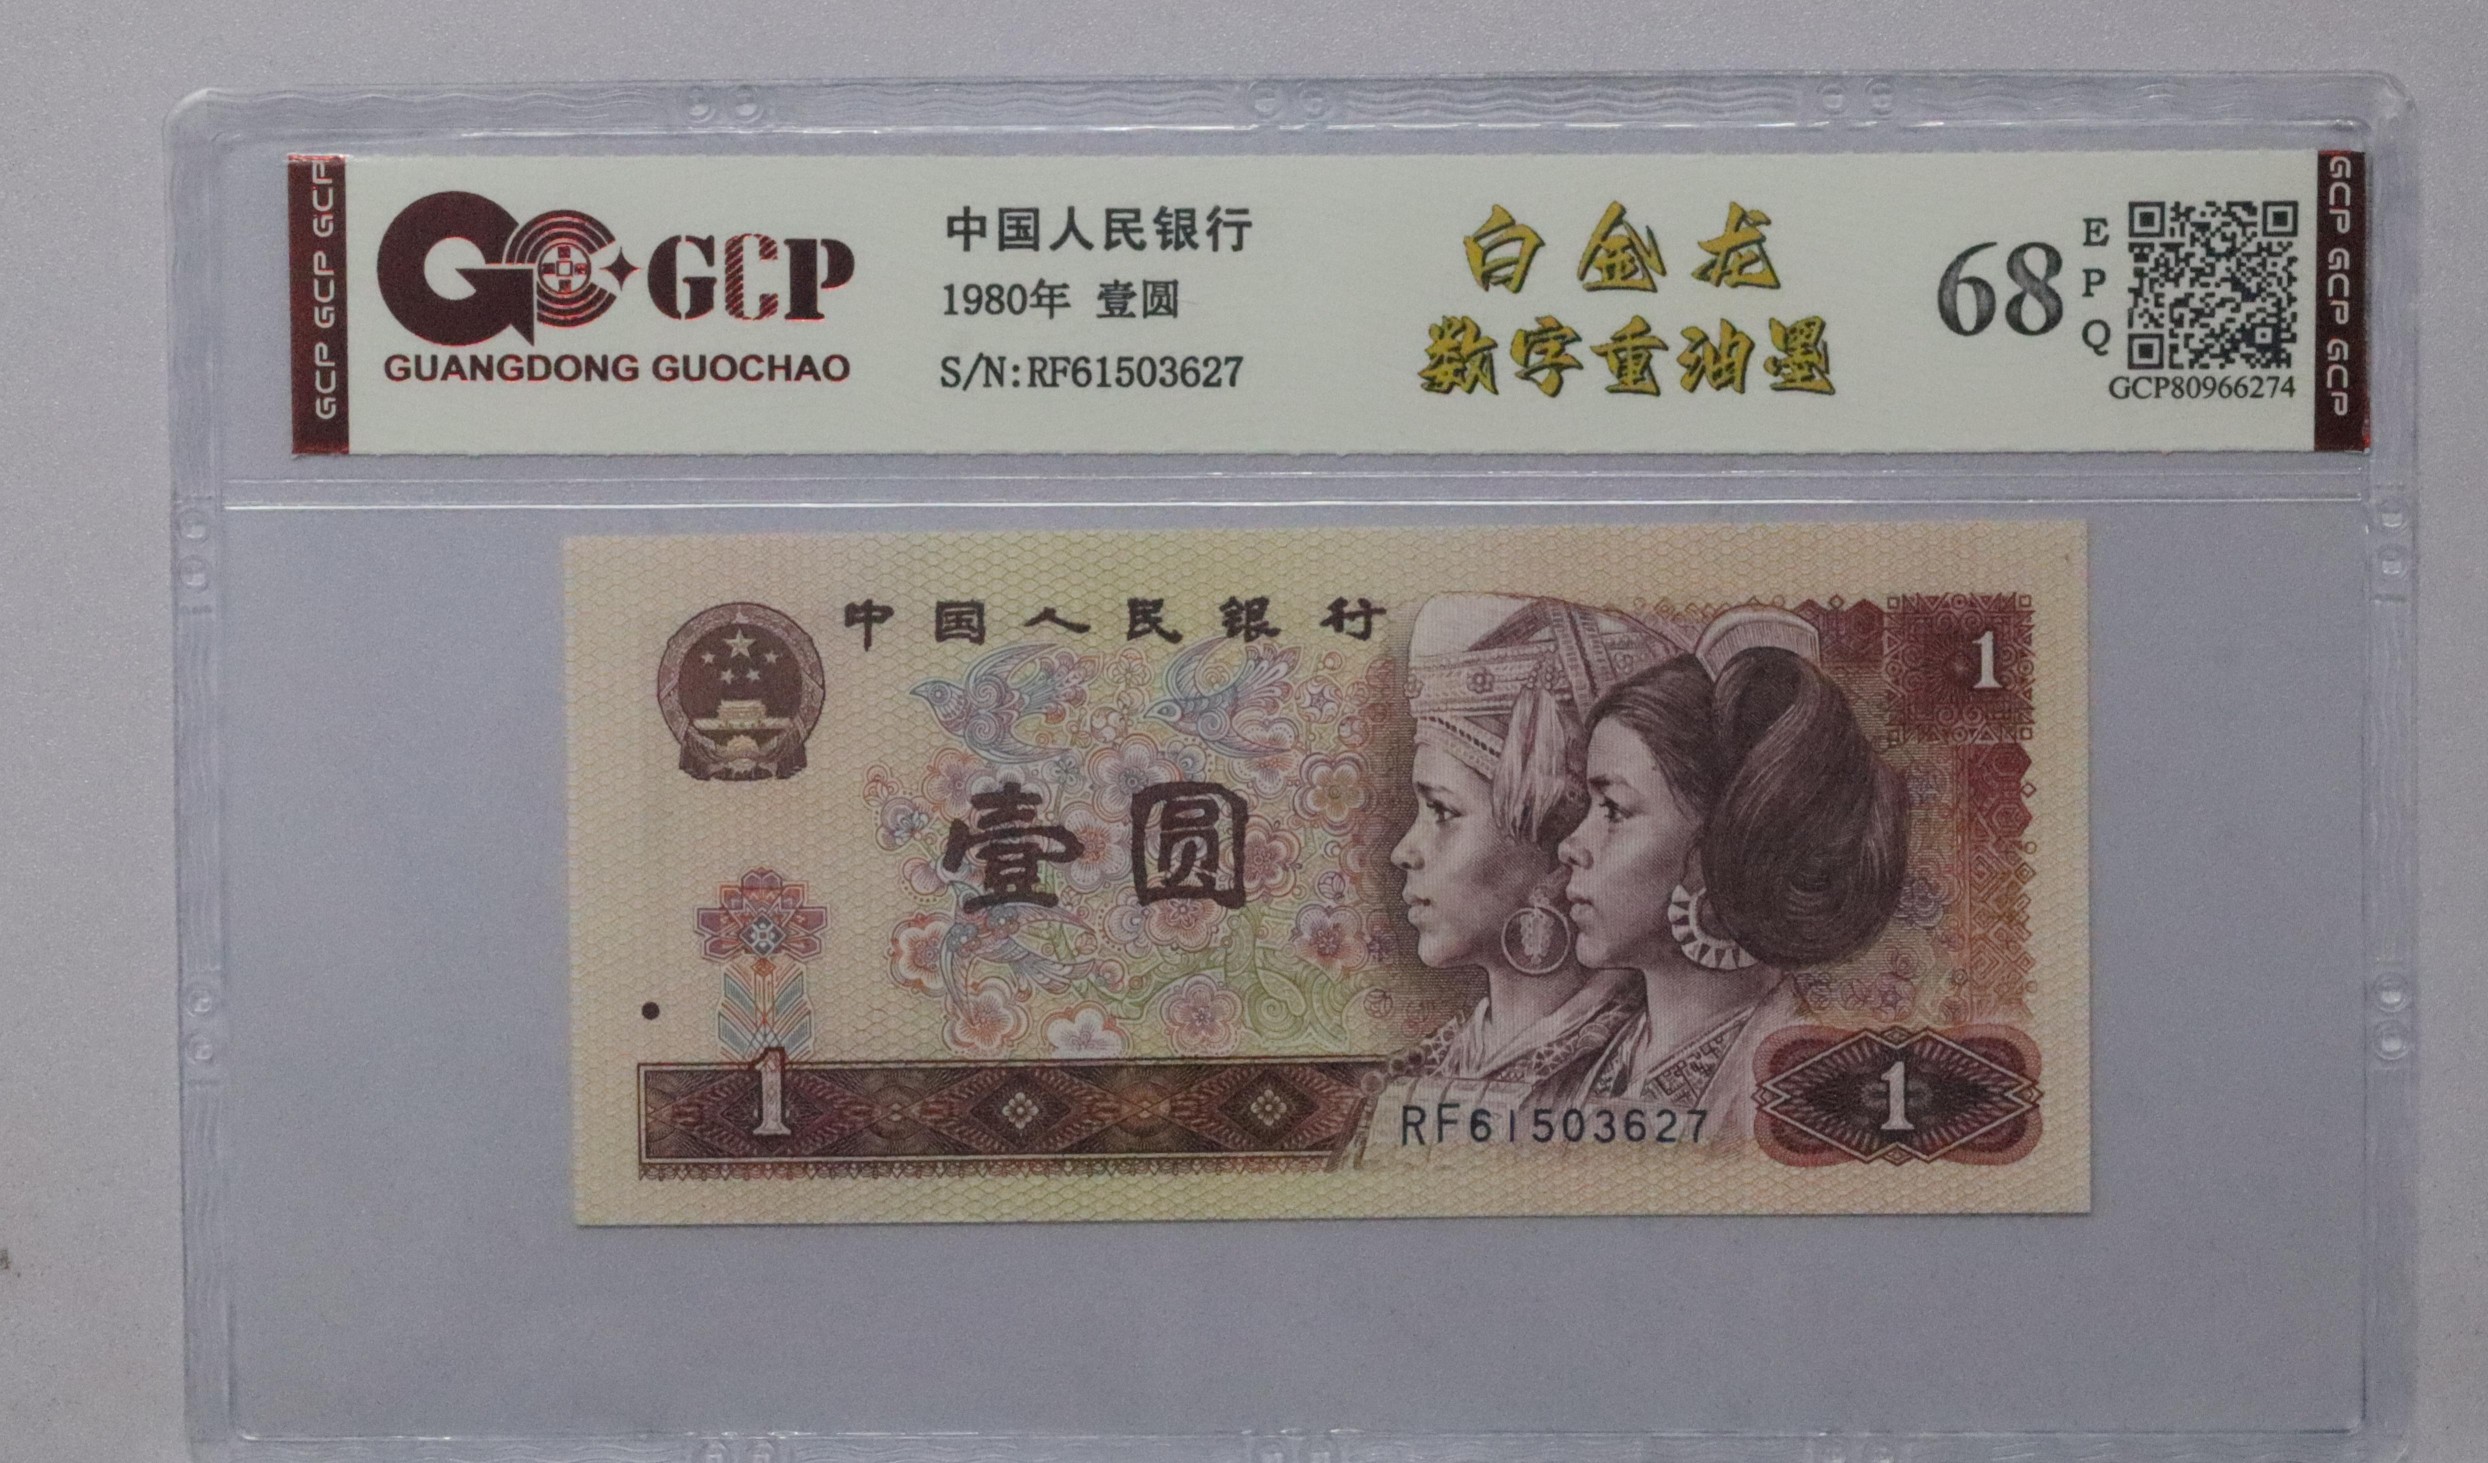 GCP GCP GCP
GCP
GUANGDONG GUOCHAO
中国人民银行
1980年 壹圆
S/N:RF61503627
白金龙
数字重油墨
68
E
P
Q
GCP80966274
GCP GCP GCP
中国人民银行
1
壹圆
1
RF61503627
1